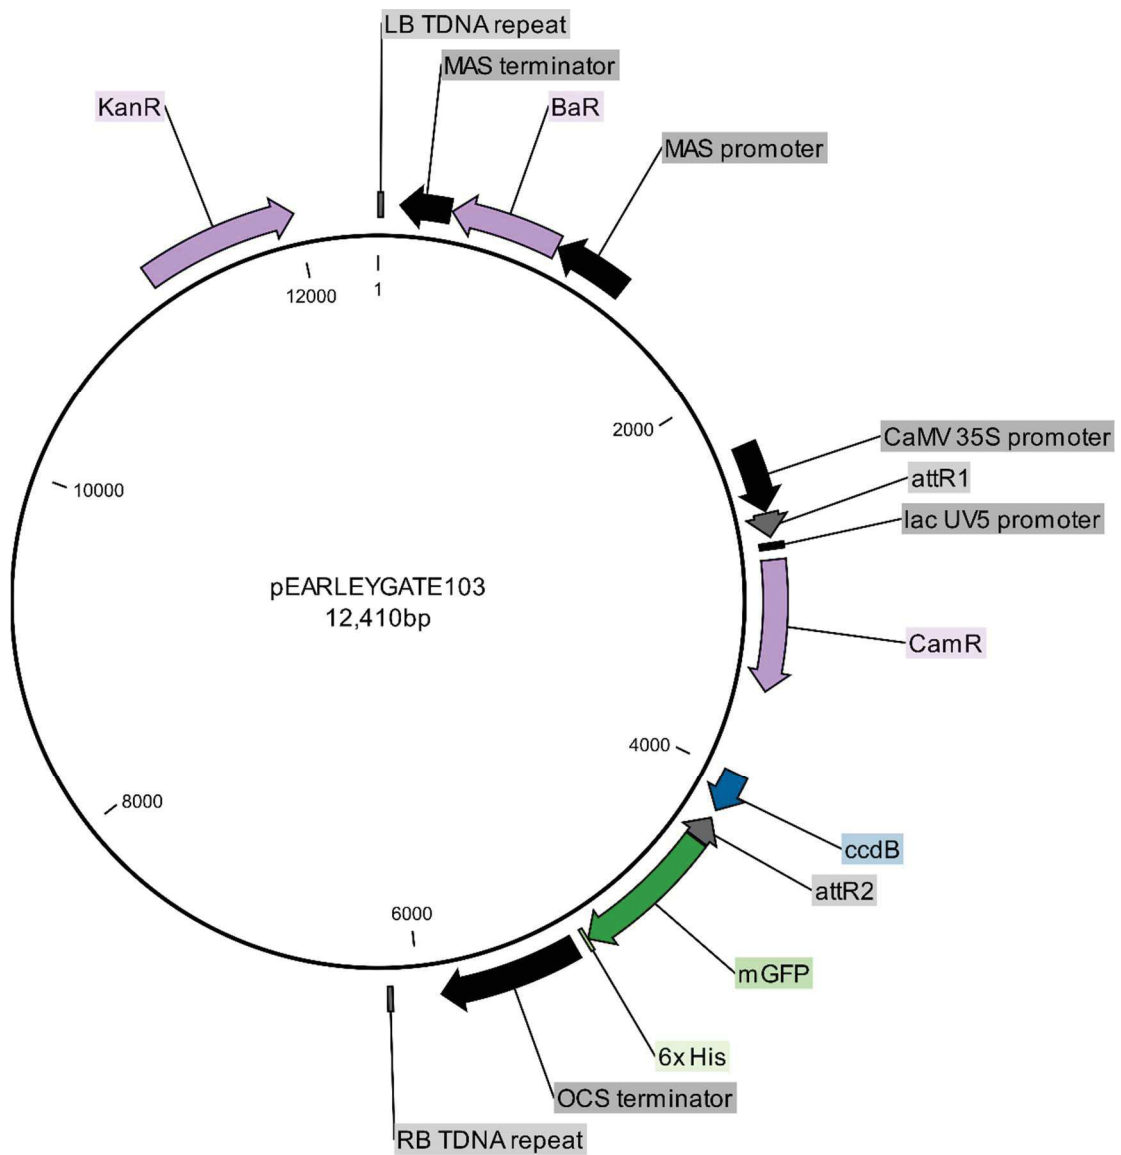 LB TDNA repeat
MAS terminator
KanR
BaR
MAS promoter
12000
1
2000
CaMV 35S promoter
attR1
10000
lac UV5 promoter
pEARLEYGATE103
12,410bp
CamR
4000
8000
ccdB
attR2
6000
mGFP
6x His
OCS terminator
RB TDNA repeat